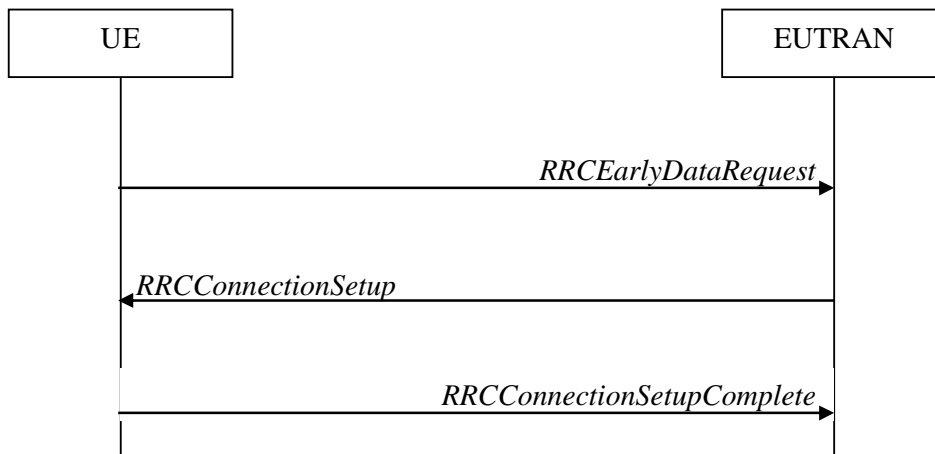 UE
EUTRAN
RRCEarlyDataRequest
RRCConnectionSetup
RRCConnectionSetupComplete